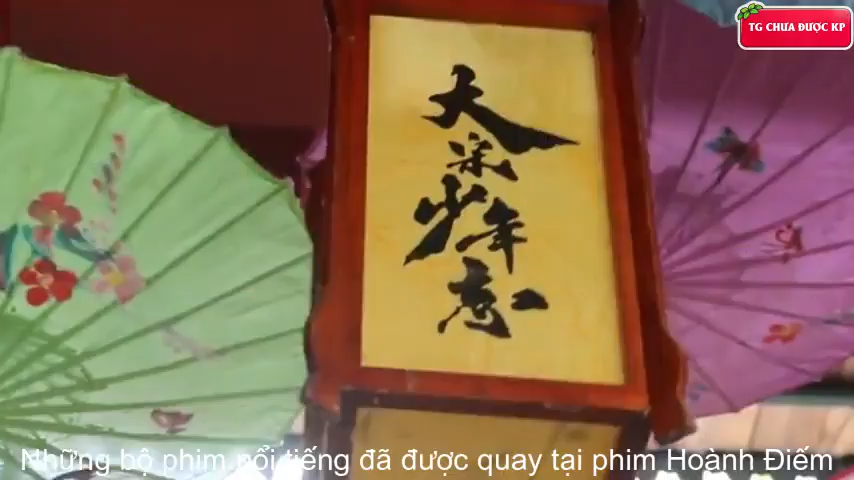 TG CHƯA ĐƯỢC KP
大宋少年志
Những bộ phim nổi tiếng đã được quay tại phim Hoành Điếm